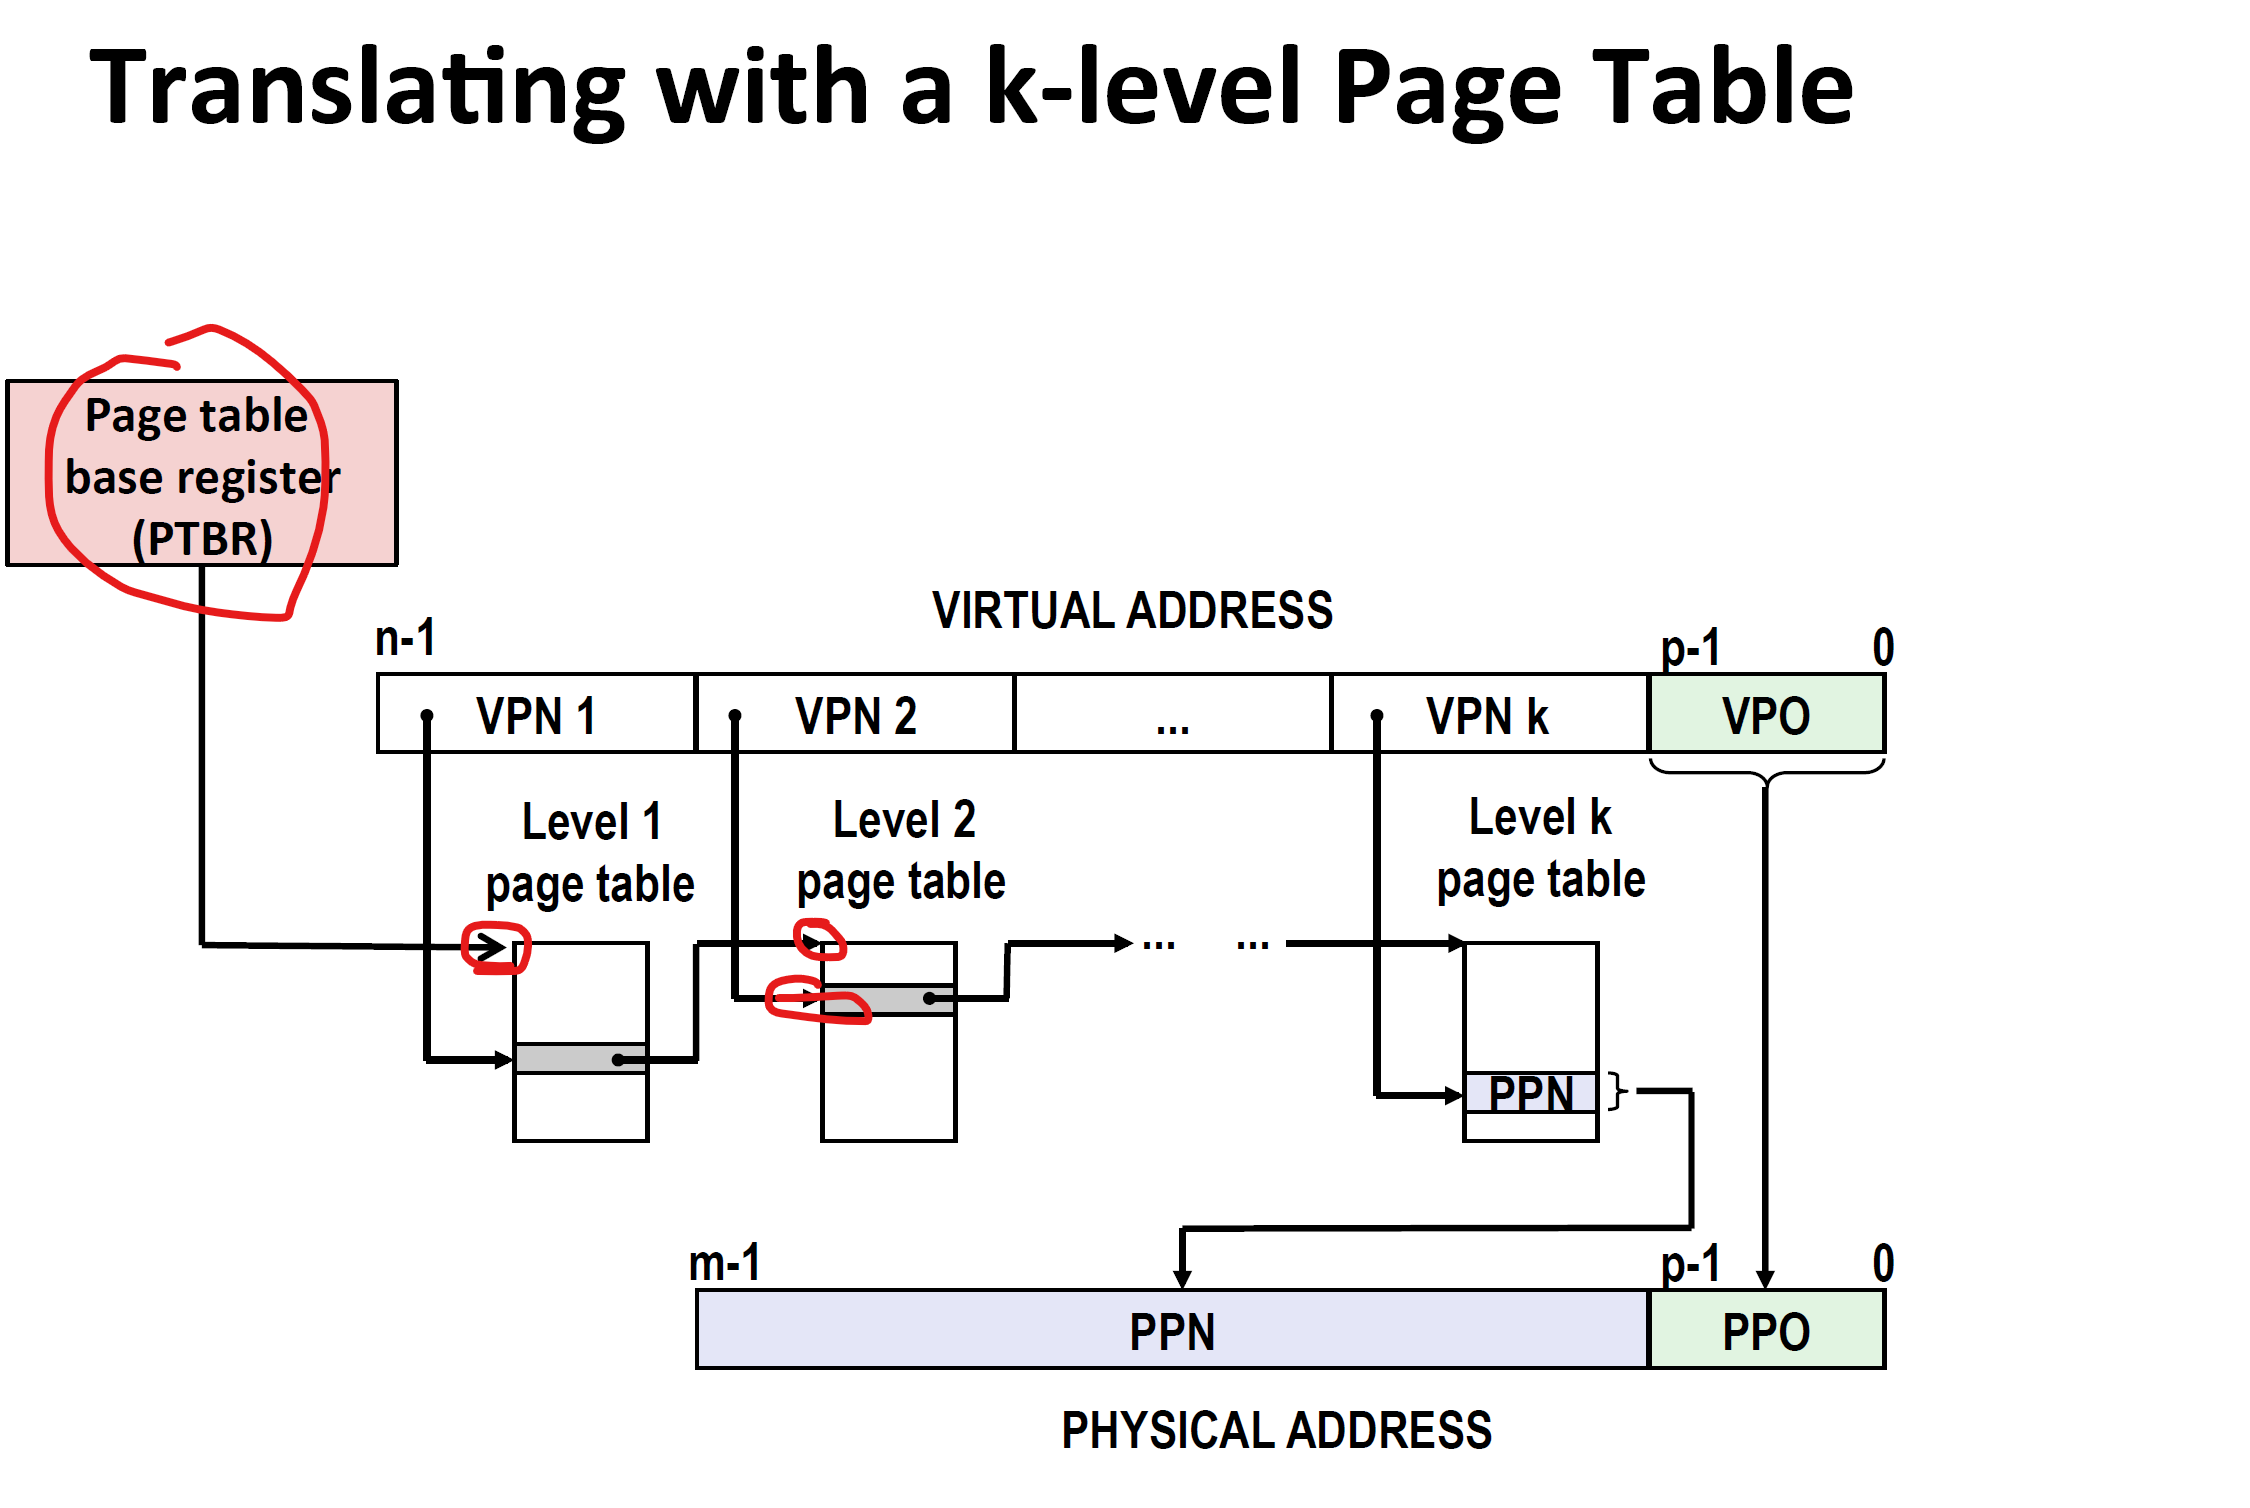 Translating with a k-level Page Table
Page table
base register
(PTBR)
VIRTUAL ADDRESS
n-1
p-1
0
VPN 1
VPN 2
...
VPN k
VPO
Level 1
page table
Level 2
page table
Level k
page table
...
...
PPN
m-1
p-1
0
PPN
PPO
PHYSICAL ADDRESS